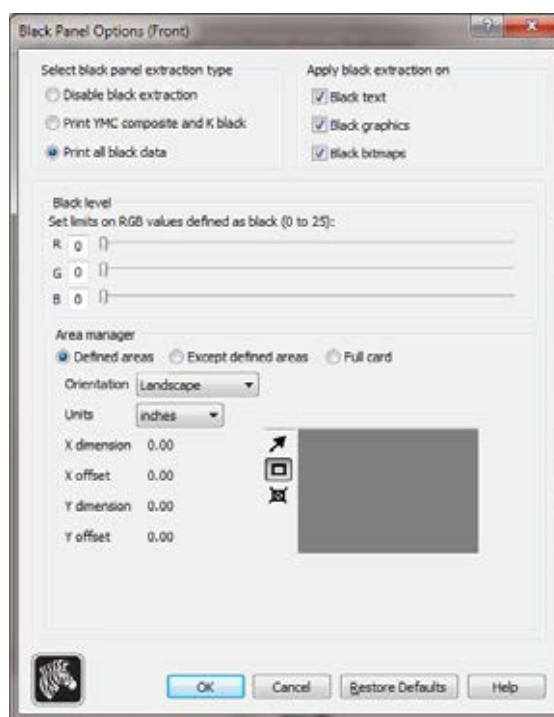 Black Panel Options (Front)
Select black panel extraction type
Disable black extraction
Print YMC composite and K black
Print all black data
Apply black extraction on
Black text
Black graphics
Black bitmaps
Black level
Set limits on RGB values defined as black (0 to 25):
R 0
G 0
B 0
Area manager
Defined areas Except defined areas Full card
Orientation Landscape
Units inches
X dimension 0.00
X offset 0.00
Y dimension 0.00
Y offset 0.00
OK Cancel Restore Defaults Help